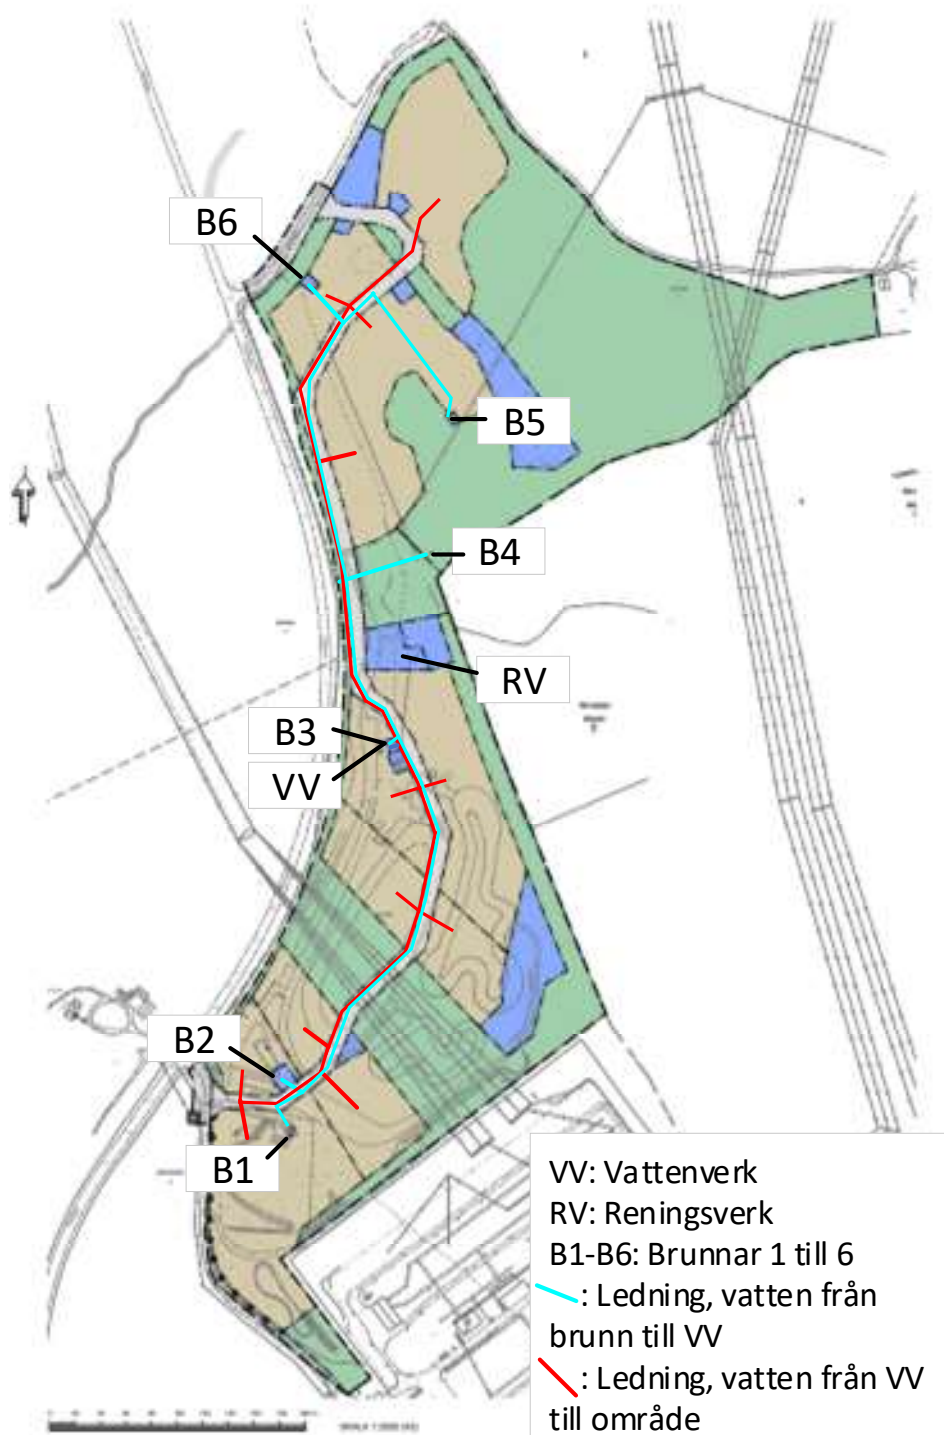 B6
B5
B4
RV
B3
VV
B2
B1
VV: Vattenverk
RV: Reningsverk
B1-B6: Brunnar 1 till 6
: Ledning, vatten från
brunn till VV
: Ledning, vatten från VV
till område